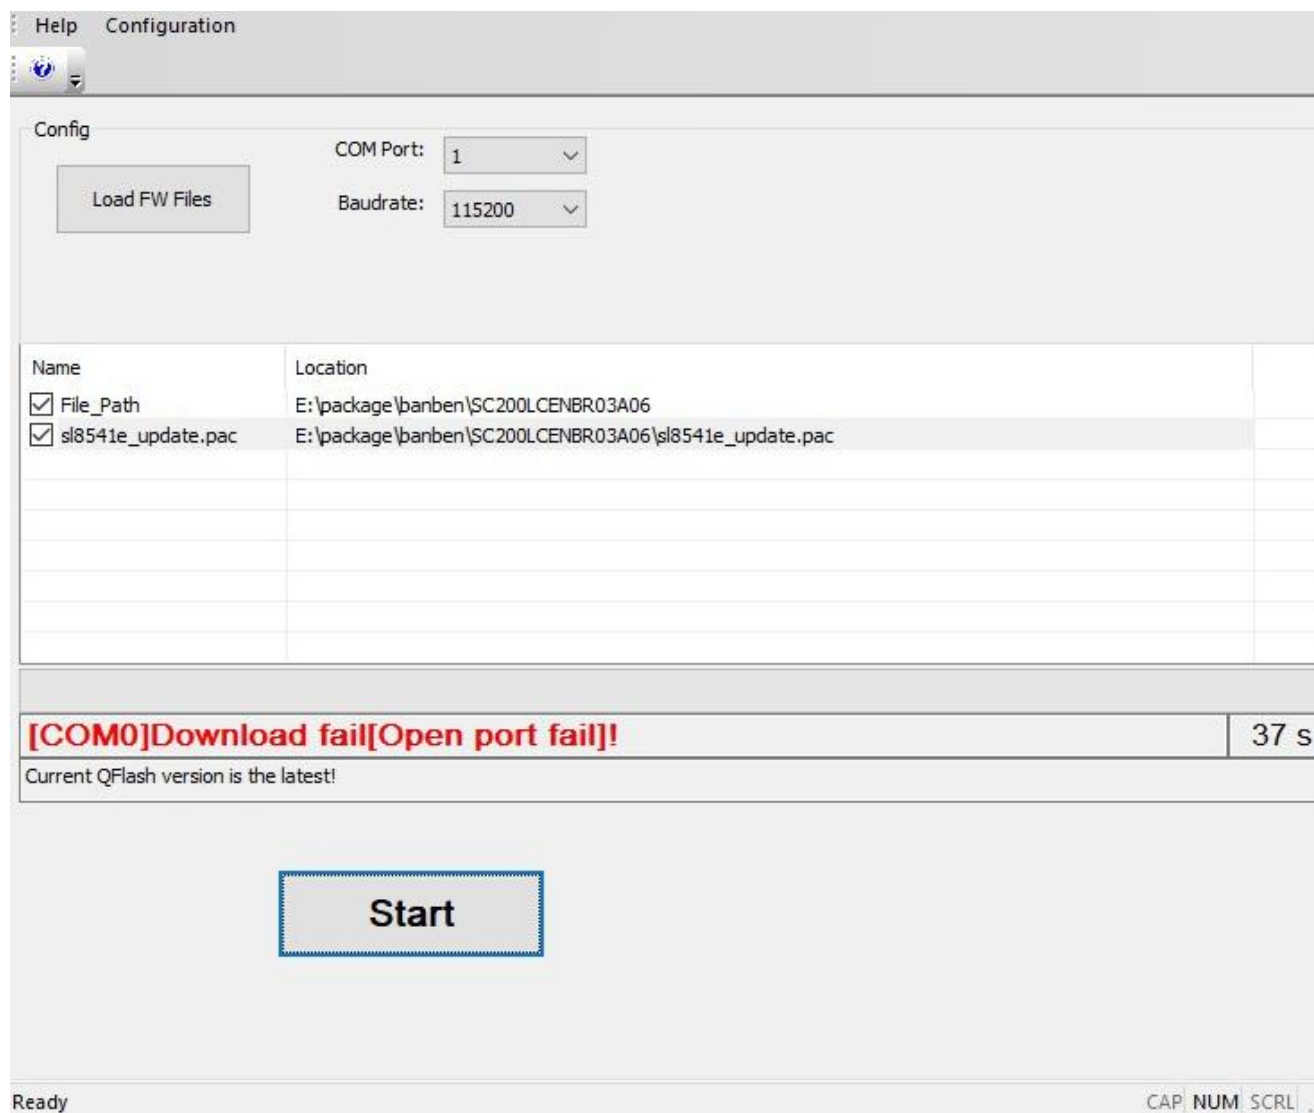 Help Configuration
Config
COM Port: 1
Load FW Files
Baudrate: 115200
Name Location
File_Path E:\package\banben\SC200LCENBR03A06
sl8541e_update.pac E:\package\banben\SC200LCENBR03A06\sl8541e_update.pac
[COM0]Download fail[Open port fail]! 37 s
Current QFlash version is the latest!
Start
Ready CAP NUM SCRL